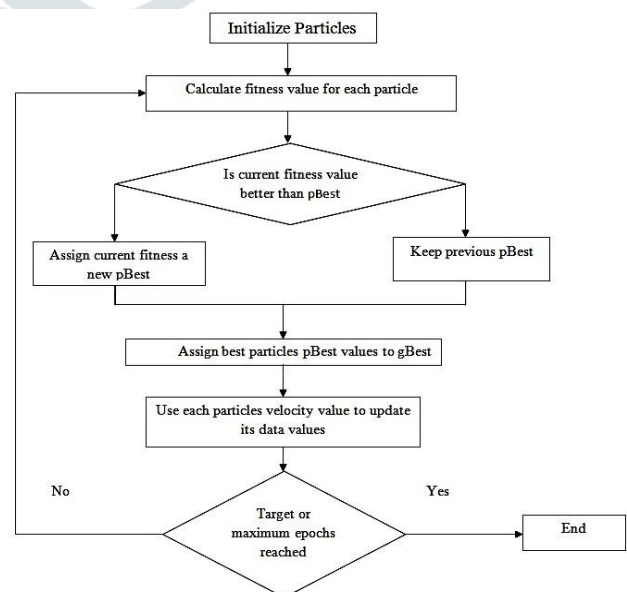 Initialize Particles
Calculate fitness value for each particle
Is current fitness value
better than pBest
Assign current fitness a
new pBest
Keep previous pBest
Assign best particles pBest values to gBest
Use each particles velocity value to update
its data values
No
Yes
Target or
maximum epochs
reached
End